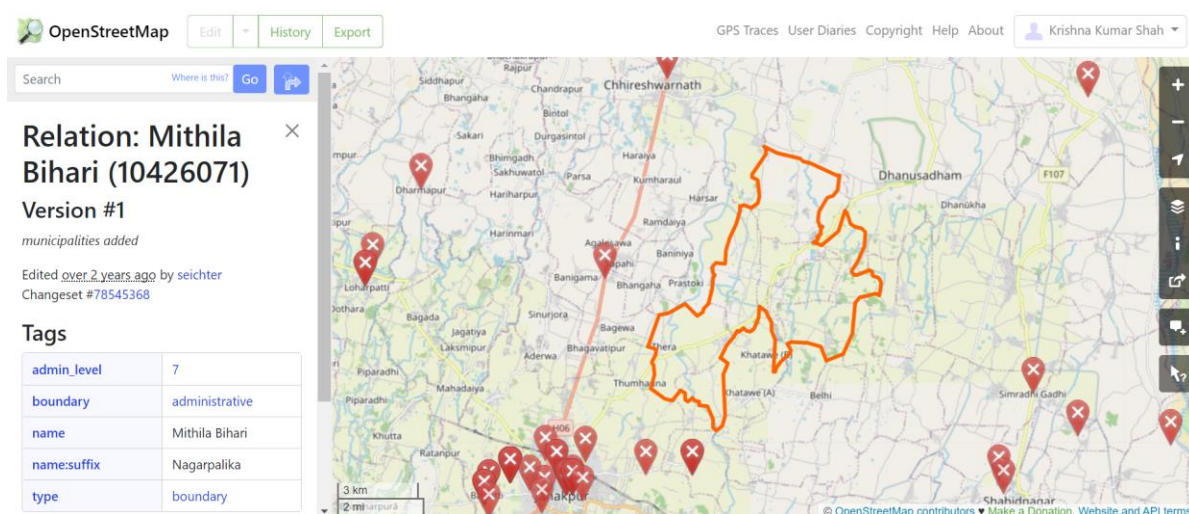 OpenStreetMap
Edit
History
Export
GPS Traces
User Diaries
Copyright
Help
About
Krishna Kumar Shah
Search
Where is this?
Go
Relation: Mithila
Bihari (10426071)
Version #1
municipalities added
Edited over 2 years ago by seichter
Changeset #78545368
Tags
admin_level 7
boundary administrative
name Mithila Bihari
name:suffix Nagarpalika
type boundary
Rajpur
Siddhapur
Chandrapur
Chhireshwarnath
Bhangaha
Bintol
Sakari
Durgasintol
Bhimgadh
Haraiya
Sakhuwatol
Parsa
Kumharaul
Dharmapur
Hariharpur
Harsar
Dhanusadham
F107
Dhanūkha
Ramdaiya
Harinmari
Baniniya
Banigama
Bhangaha
Prastoki
Loharpatti
Sinurjora
Bagada
Bagewa
Jagatiya
Laksmipur
Aderwa
Bhagavatipur
Piparadhi
Thumhauna
Mahadaiya
Piparadhi
Khatawe (A)
Belhi
Simradhi Gadhi
Khutta
H06
Ratanpur
Shahidnagar
3 km
2 mi
© OpenStreetMap contributors ♥ Make a Donation. Website and API terms